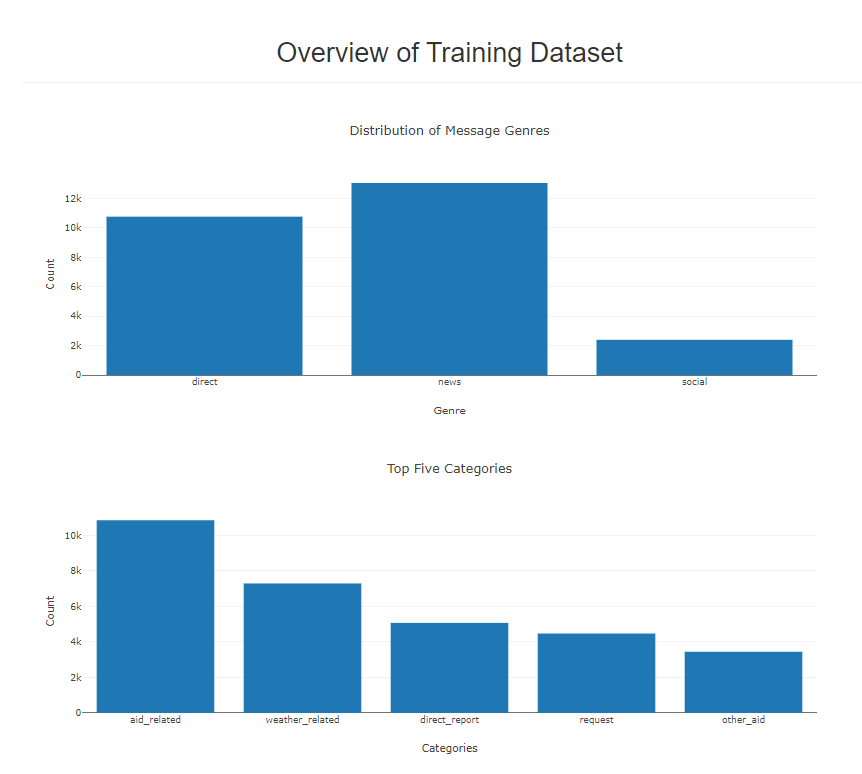 Overview of Training Dataset
Distribution of Message Genres
12k
10k
8k
6k
4k
2k
0
Count
direct news social
Genre
Top Five Categories
10k
8k
6k
4k
2k
0
Count
aid_related weather_related direct_report request other_aid
Categories